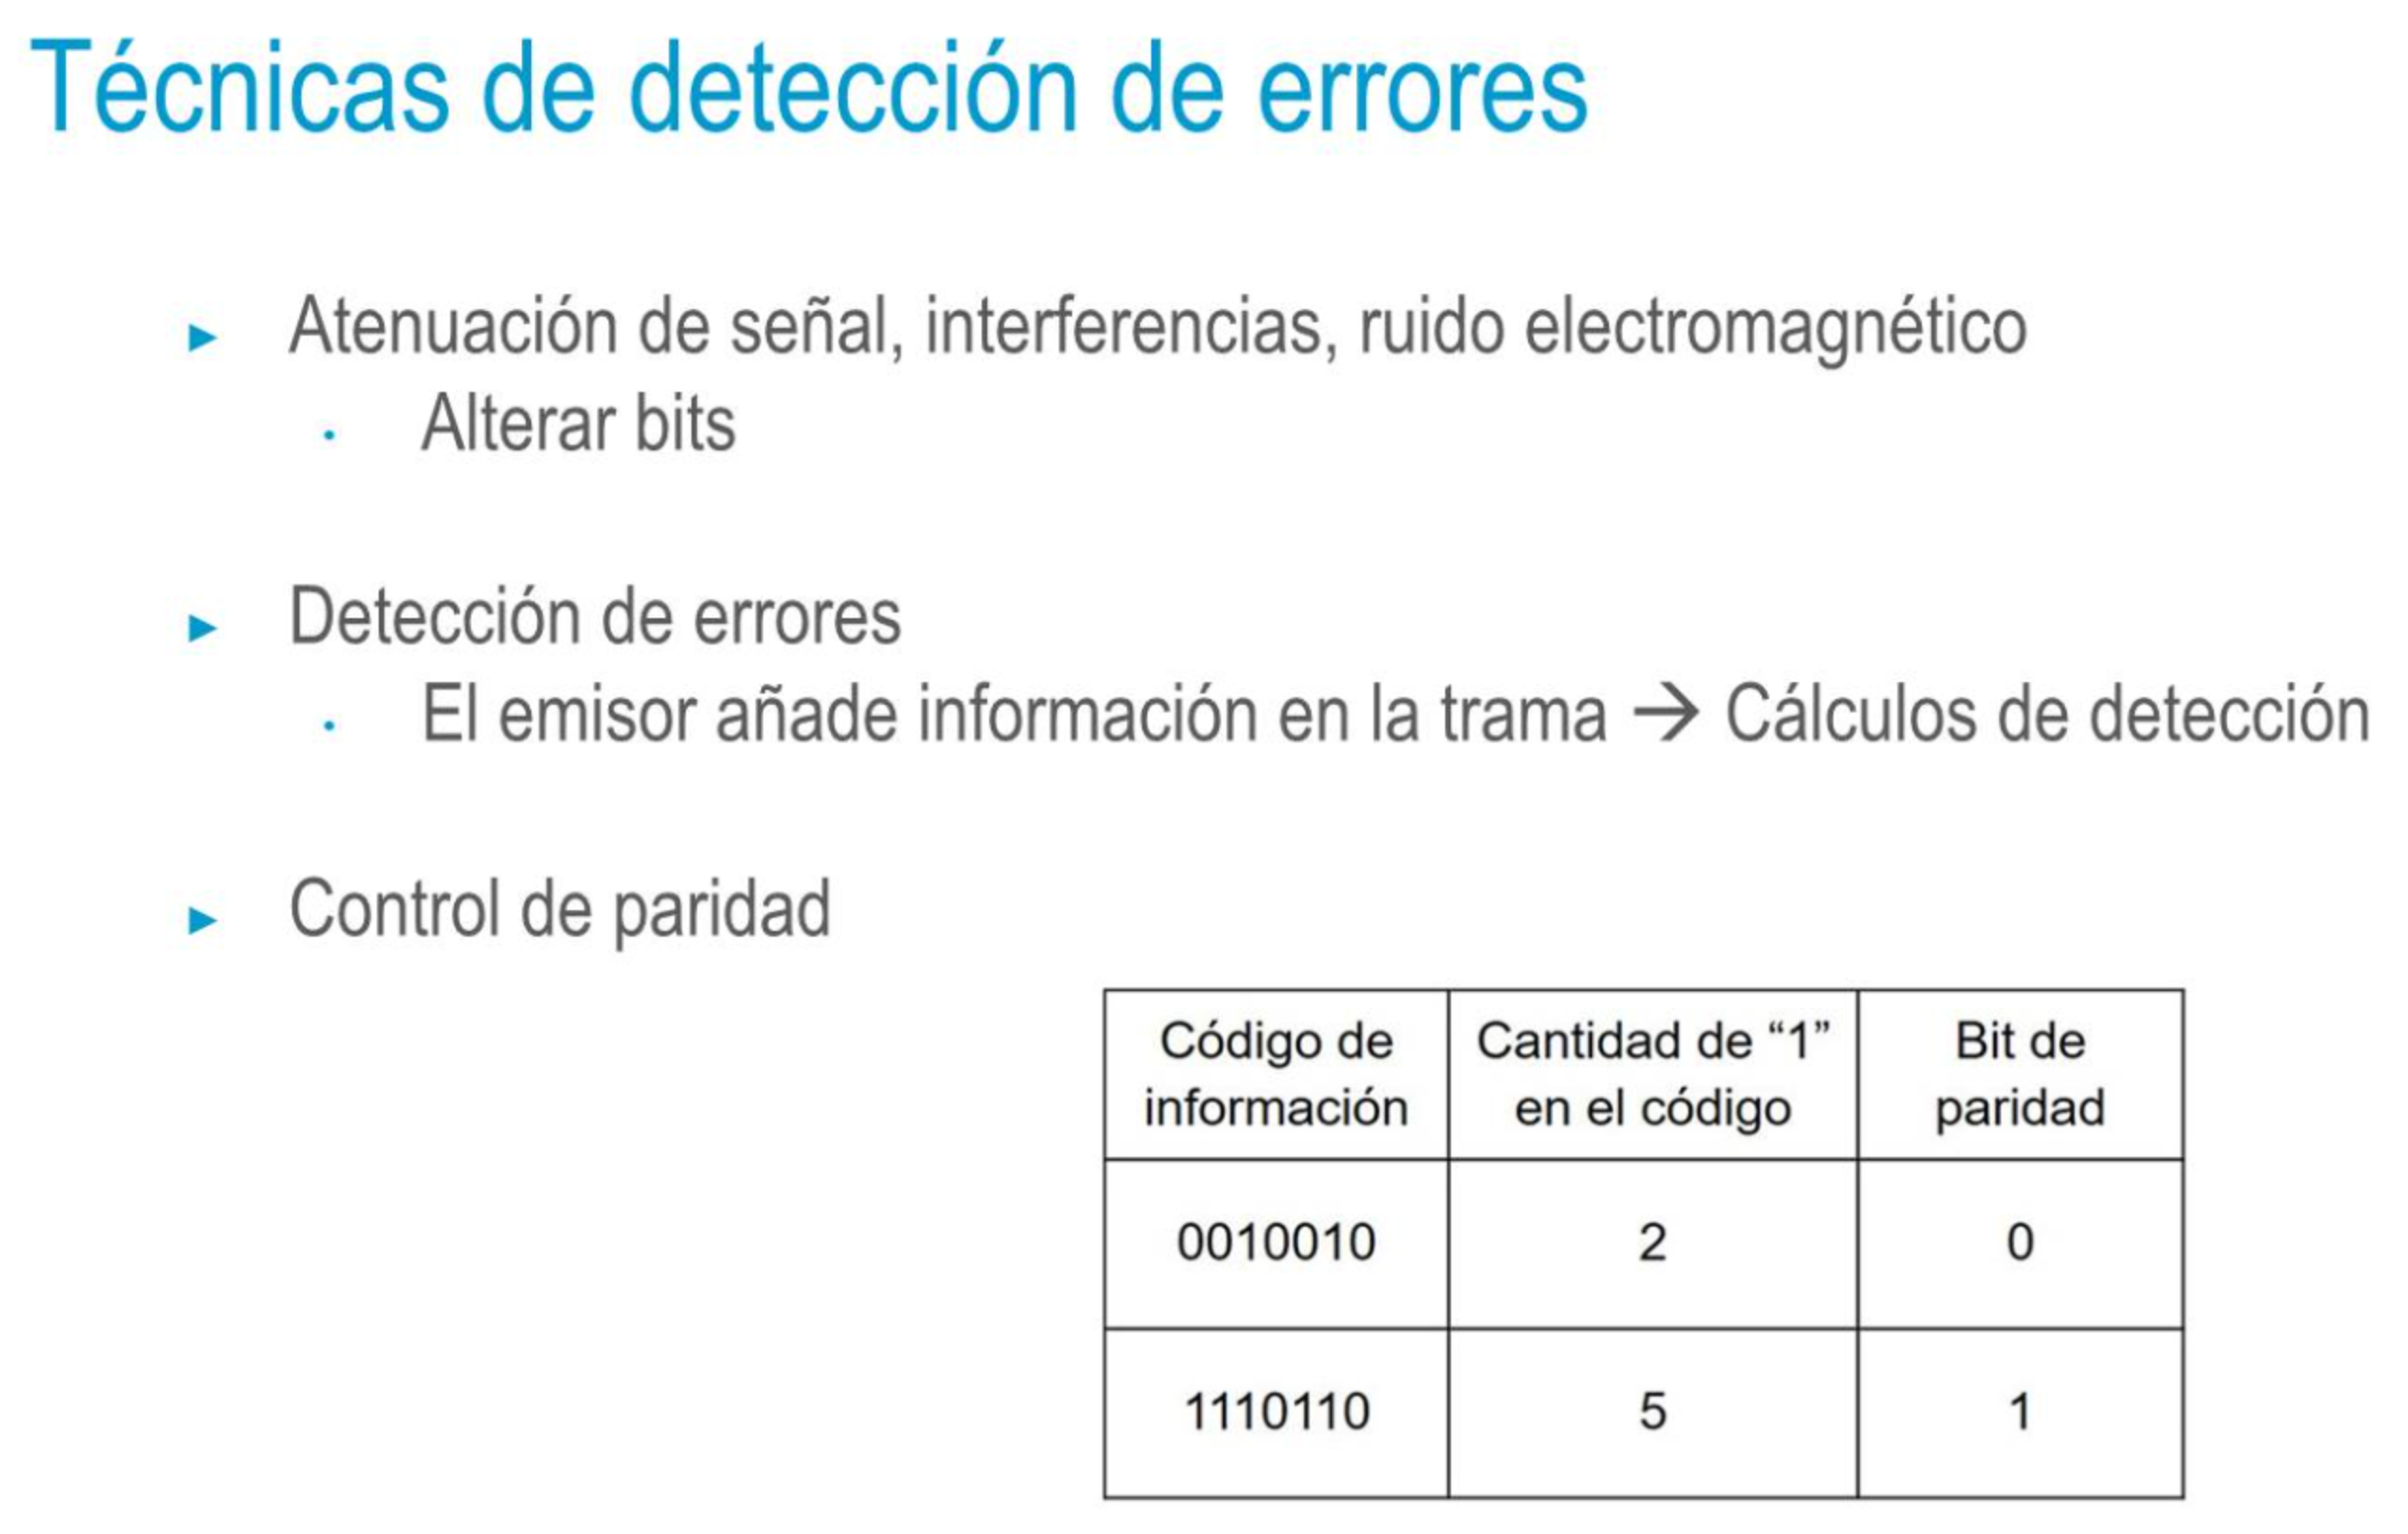 Técnicas de detección de errores
► Atenuación de señal, interferencias, ruido electromagnético
• Alterar bits
► Detección de errores
• El emisor añade información en la trama → Cálculos de detección
► Control de paridad
Código de información | Cantidad de “1” en el código | Bit de paridad
0010010 | 2 | 0
1110110 | 5 | 1